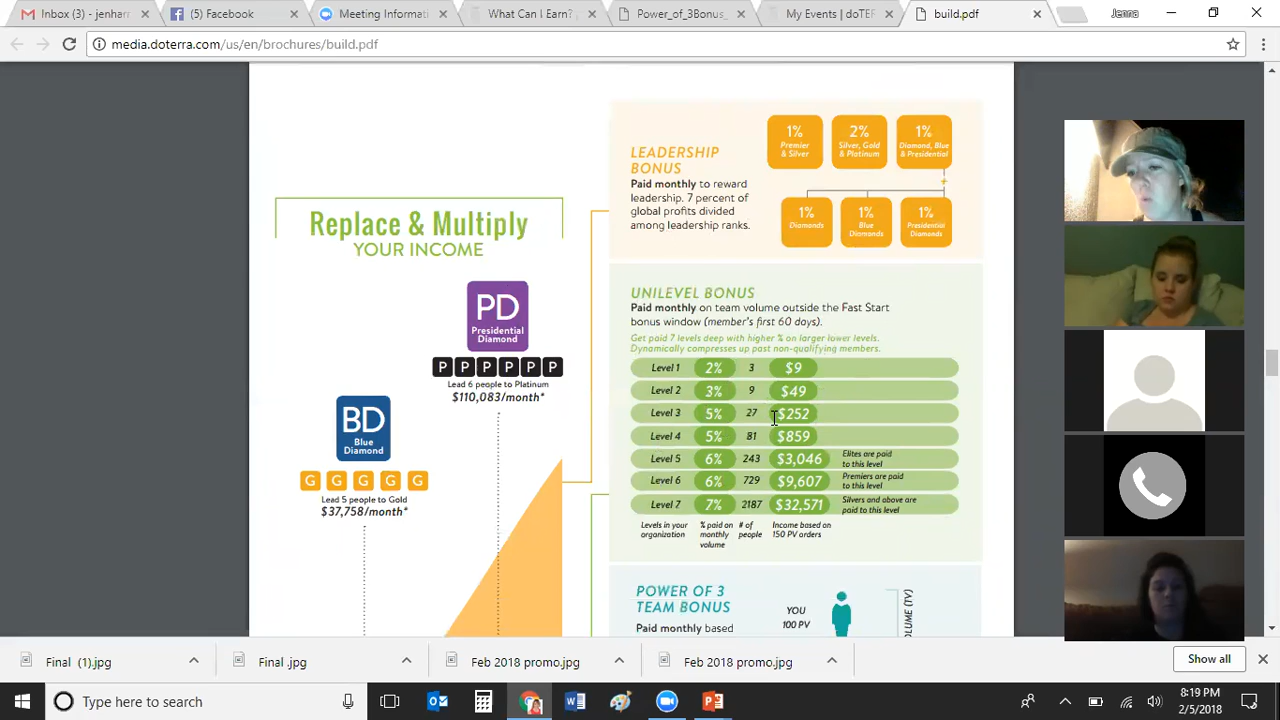 Inbox (3) - jenhar
(5) Facebook
Meeting Informati
What Can I Earn?
Power_of_3Bonus_
My Events | doTEF
build.pdf
Jenna
media.doterra.com/us/en/brochures/build.pdf
Replace & Multiply
YOUR INCOME
PD
Presidential
Diamond
P P P P P P
Lead 6 people to Platinum
$110,083/month*
BD
Blue
Diamond
G G G G G
Lead 5 people to Gold
$37,758/month*
LEADERSHIP
BONUS
Paid monthly to reward
leadership. 7 percent of
global profits divided
among leadership ranks.
1%
Premier
& Silver
2%
Silver, Gold
& Platinum
1%
Diamond, Blue
& Presidential
+
1%
Diamonds
1%
Blue
Diamonds
1%
Presidential
Diamonds
UNILEVEL BONUS
Paid monthly on team volume outside the Fast Start
bonus window (member's first 60 days).
Get paid 7 levels deep with higher % on larger lower levels.
Dynamically compresses up past non-qualifying members.
Level 1 2% 3 $9
Level 2 3% 9 $49
Level 3 5% 27 $252
Level 4 5% 81 $859
Level 5 6% 243 $3,046 Elites are paid
to this level
Level 6 6% 729 $9,607 Premiers are paid
to this level
Level 7 7% 2187 $32,571 Silvers and above are
paid to this level
Levels in your
organization
% paid on
monthly
volume
# of
people
Income based on
150 PV orders
POWER OF 3
TEAM BONUS
Paid monthly based
YOU
100 PV
OLUME (TV)
Final (1).jpg
Final .jpg
Feb 2018 promo.jpg
Feb 2018 promo.jpg
Show all
Type here to search
8:19 PM
2/5/2018